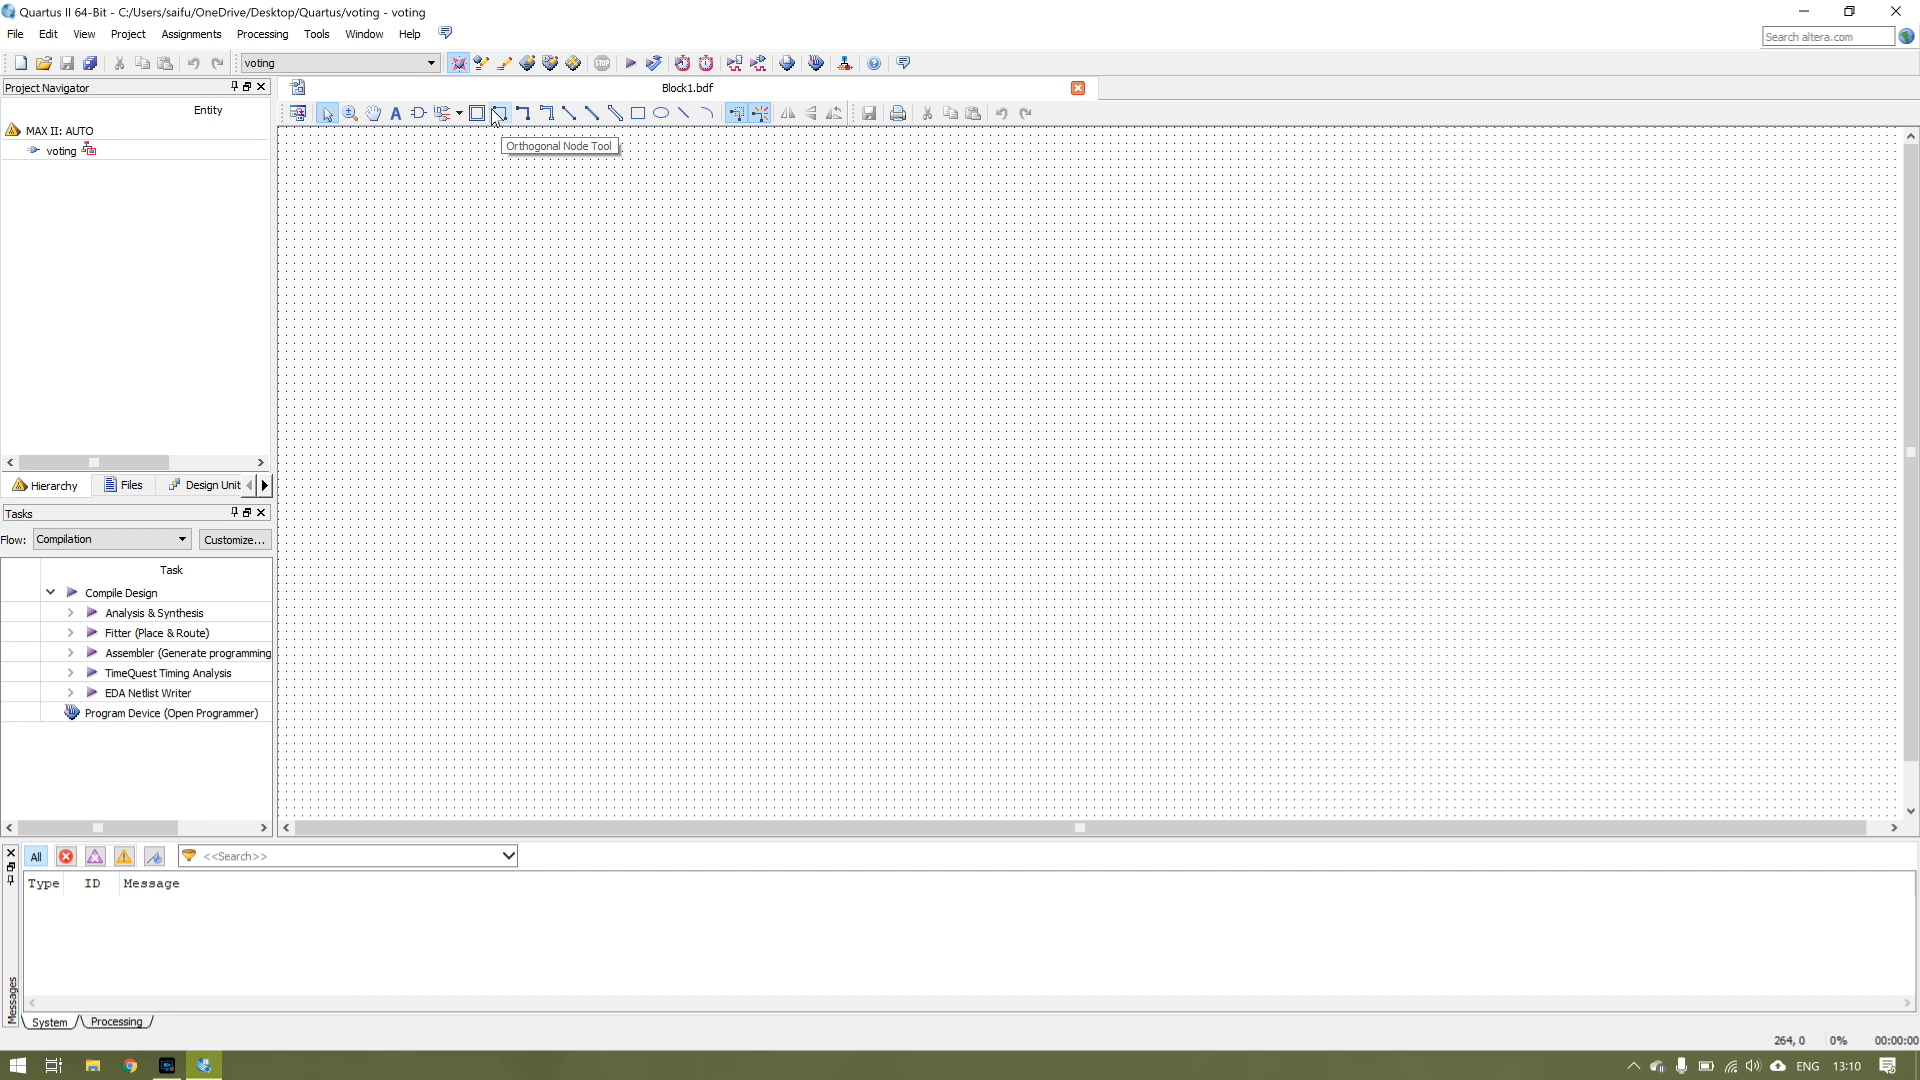 Quartus II 64-Bit - C:/Users/saifu/OneDrive/Desktop/Quartus/voting - voting
File Edit View Project Assignments Processing Tools Window Help
Search altera.com
voting
STOP
Project Navigator
Block1.bdf
Entity
A
MAX II: AUTO
voting
Orthogonal Node Tool
Hierarchy Files Design Unit
Tasks
Flow: Compilation Customize...
Task
Compile Design
Analysis & Synthesis
Fitter (Place & Route)
Assembler (Generate programming
TimeQuest Timing Analysis
EDA Netlist Writer
Program Device (Open Programmer)
All <<Search>>
Type ID Message
Messages
System Processing
264, 0 0% 00:00:00
ENG 13:10